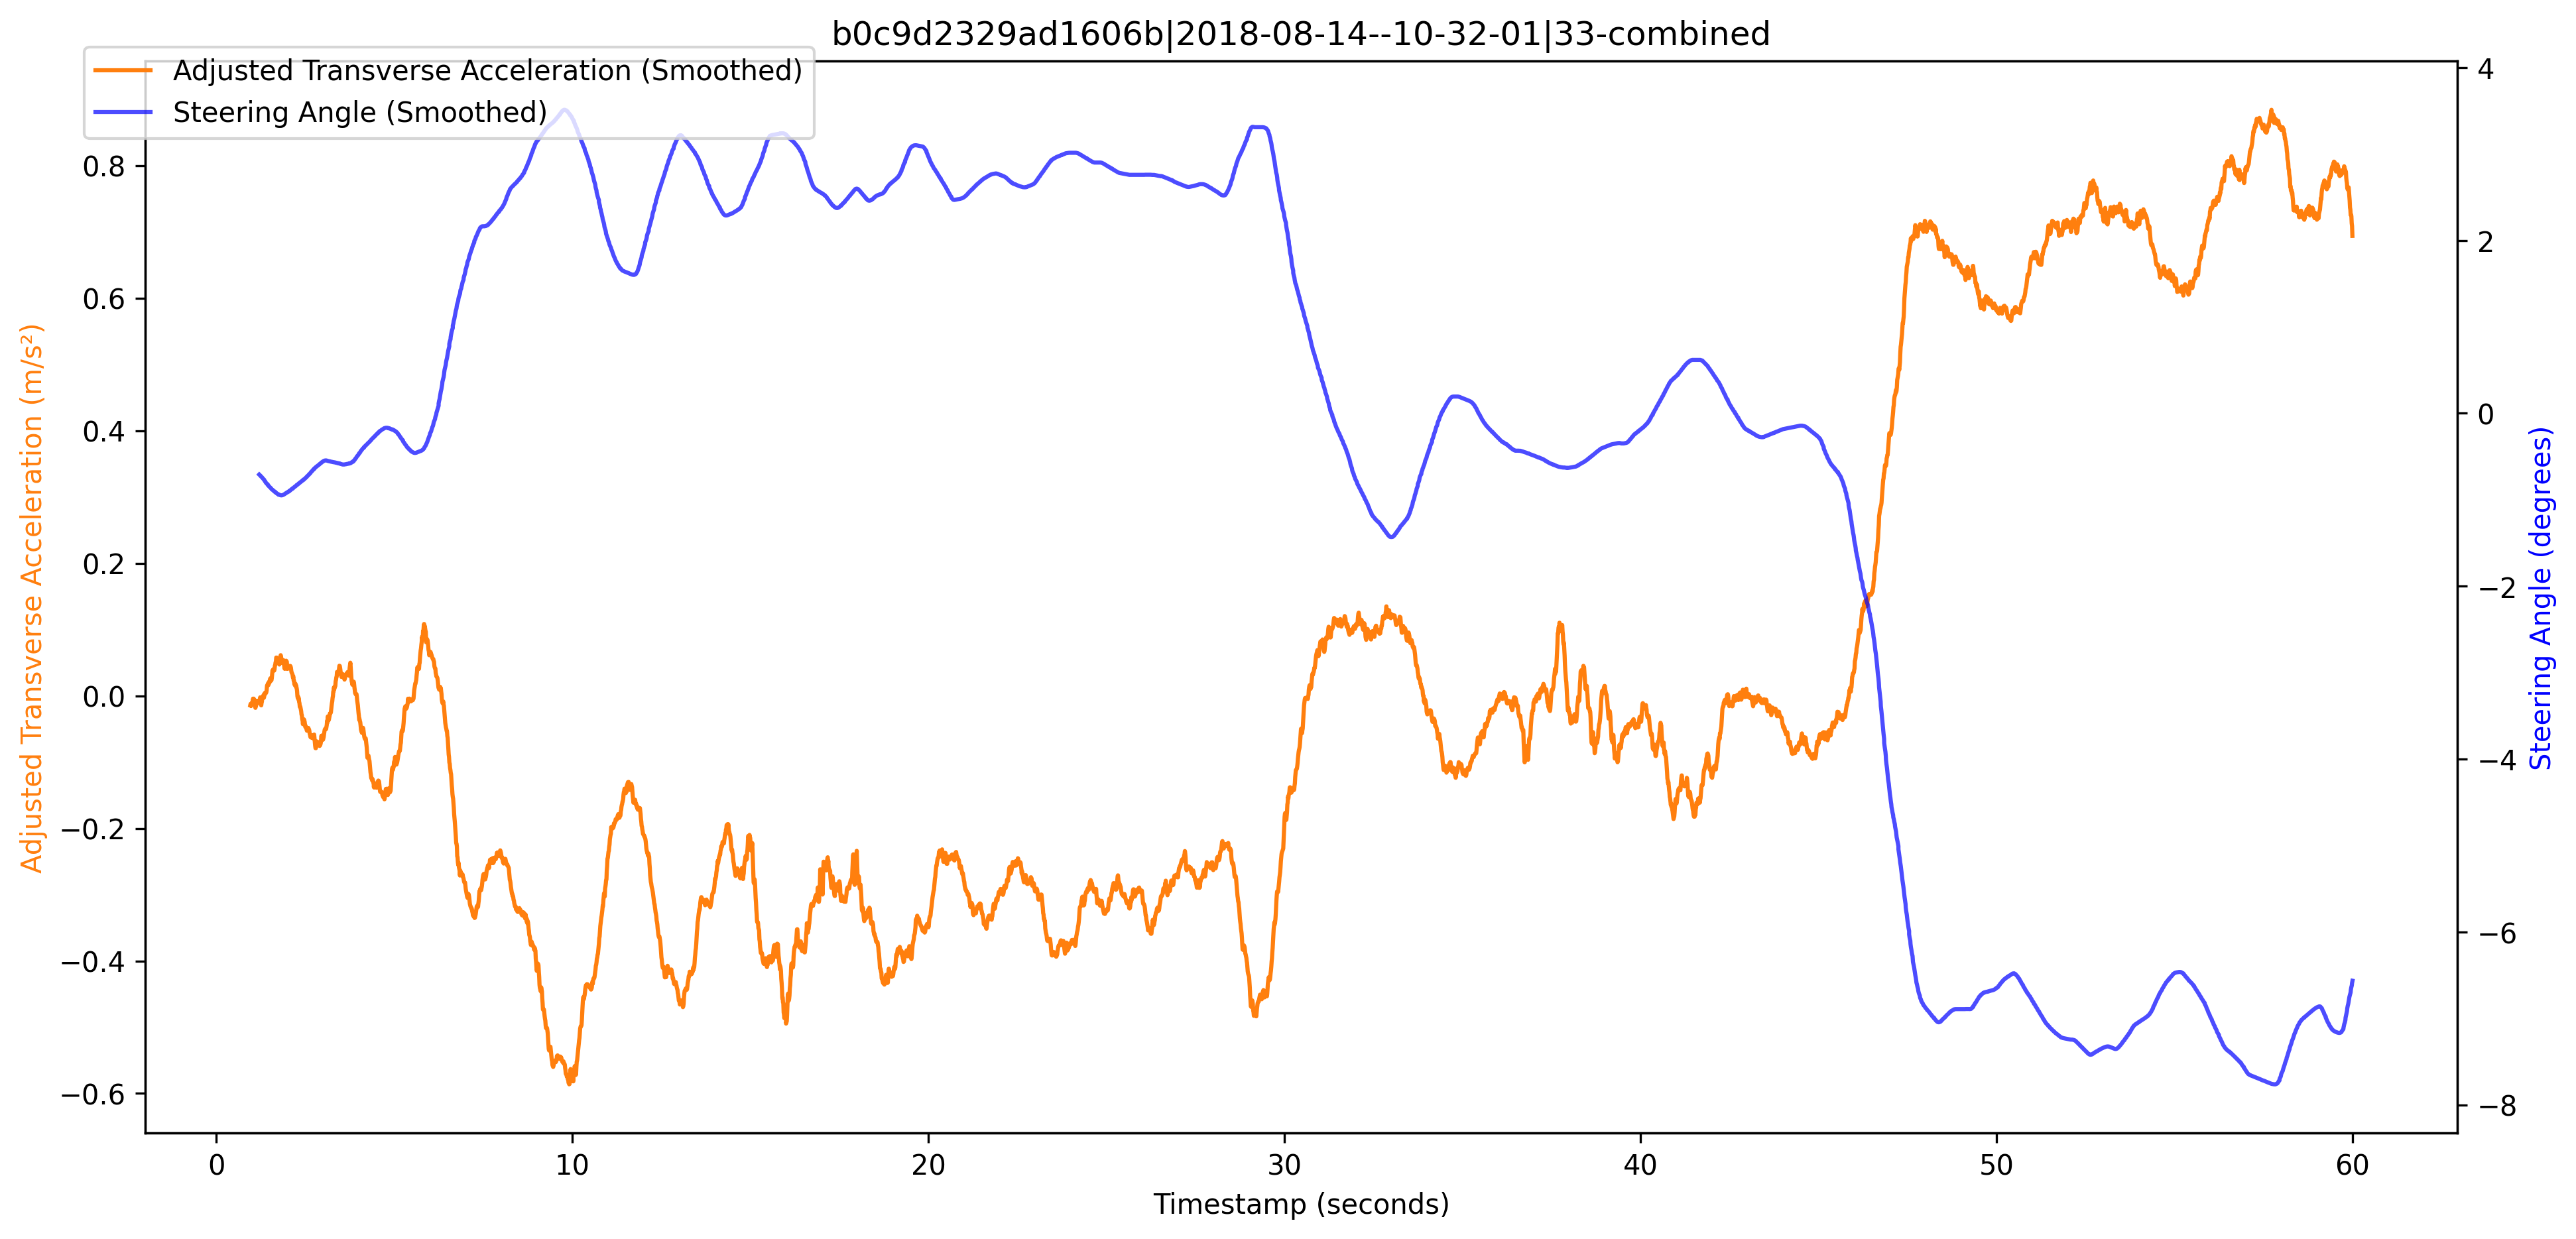 b0c9d2329ad1606b|2018-08-14--10-32-01|33-combined
Adjusted Transverse Acceleration (Smoothed)
Steering Angle (Smoothed)
Adjusted Transverse Acceleration (m/s²)
0.8
0.6
0.4
0.2
0.0
−0.2
−0.4
−0.6
4
2
0
−2
−4
−6
−8
Steering Angle (degrees)
0 10 20 30 40 50 60
Timestamp (seconds)